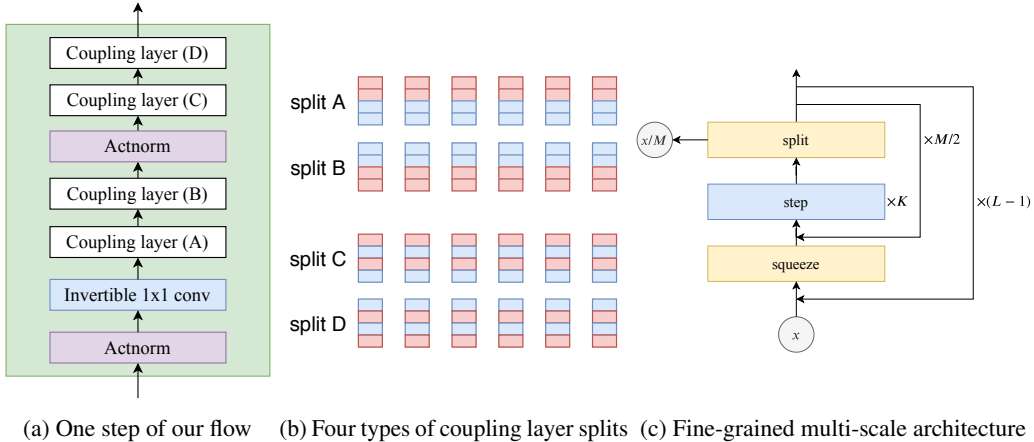 Coupling layer (D)
Coupling layer (C)
Actnorm
Coupling layer (B)
Coupling layer (A)
Invertible 1x1 conv
Actnorm
split A
split B
split C
split D
x/M
split
×M/2
step
×K
×(L − 1)
squeeze
x
(a) One step of our flow
(b) Four types of coupling layer splits
(c) Fine-grained multi-scale architecture